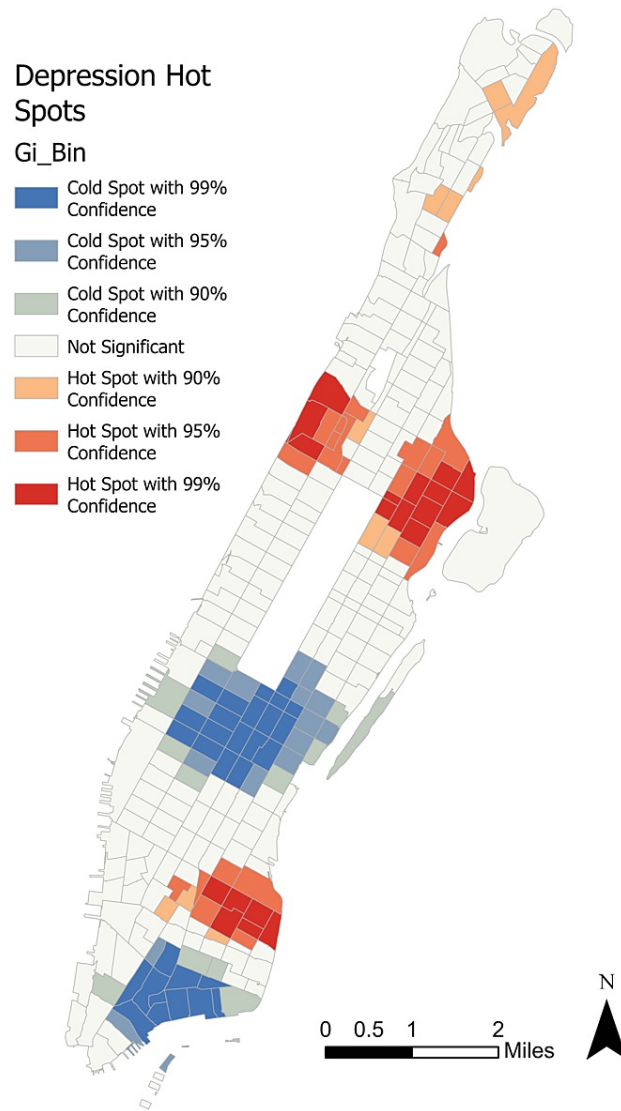 Depression Hot
Spots
Gi_Bin
Cold Spot with 99%
Confidence
Cold Spot with 95%
Confidence
Cold Spot with 90%
Confidence
Not Significant
Hot Spot with 90%
Confidence
Hot Spot with 95%
Confidence
Hot Spot with 99%
Confidence
N
0 0.5 1 2
Miles